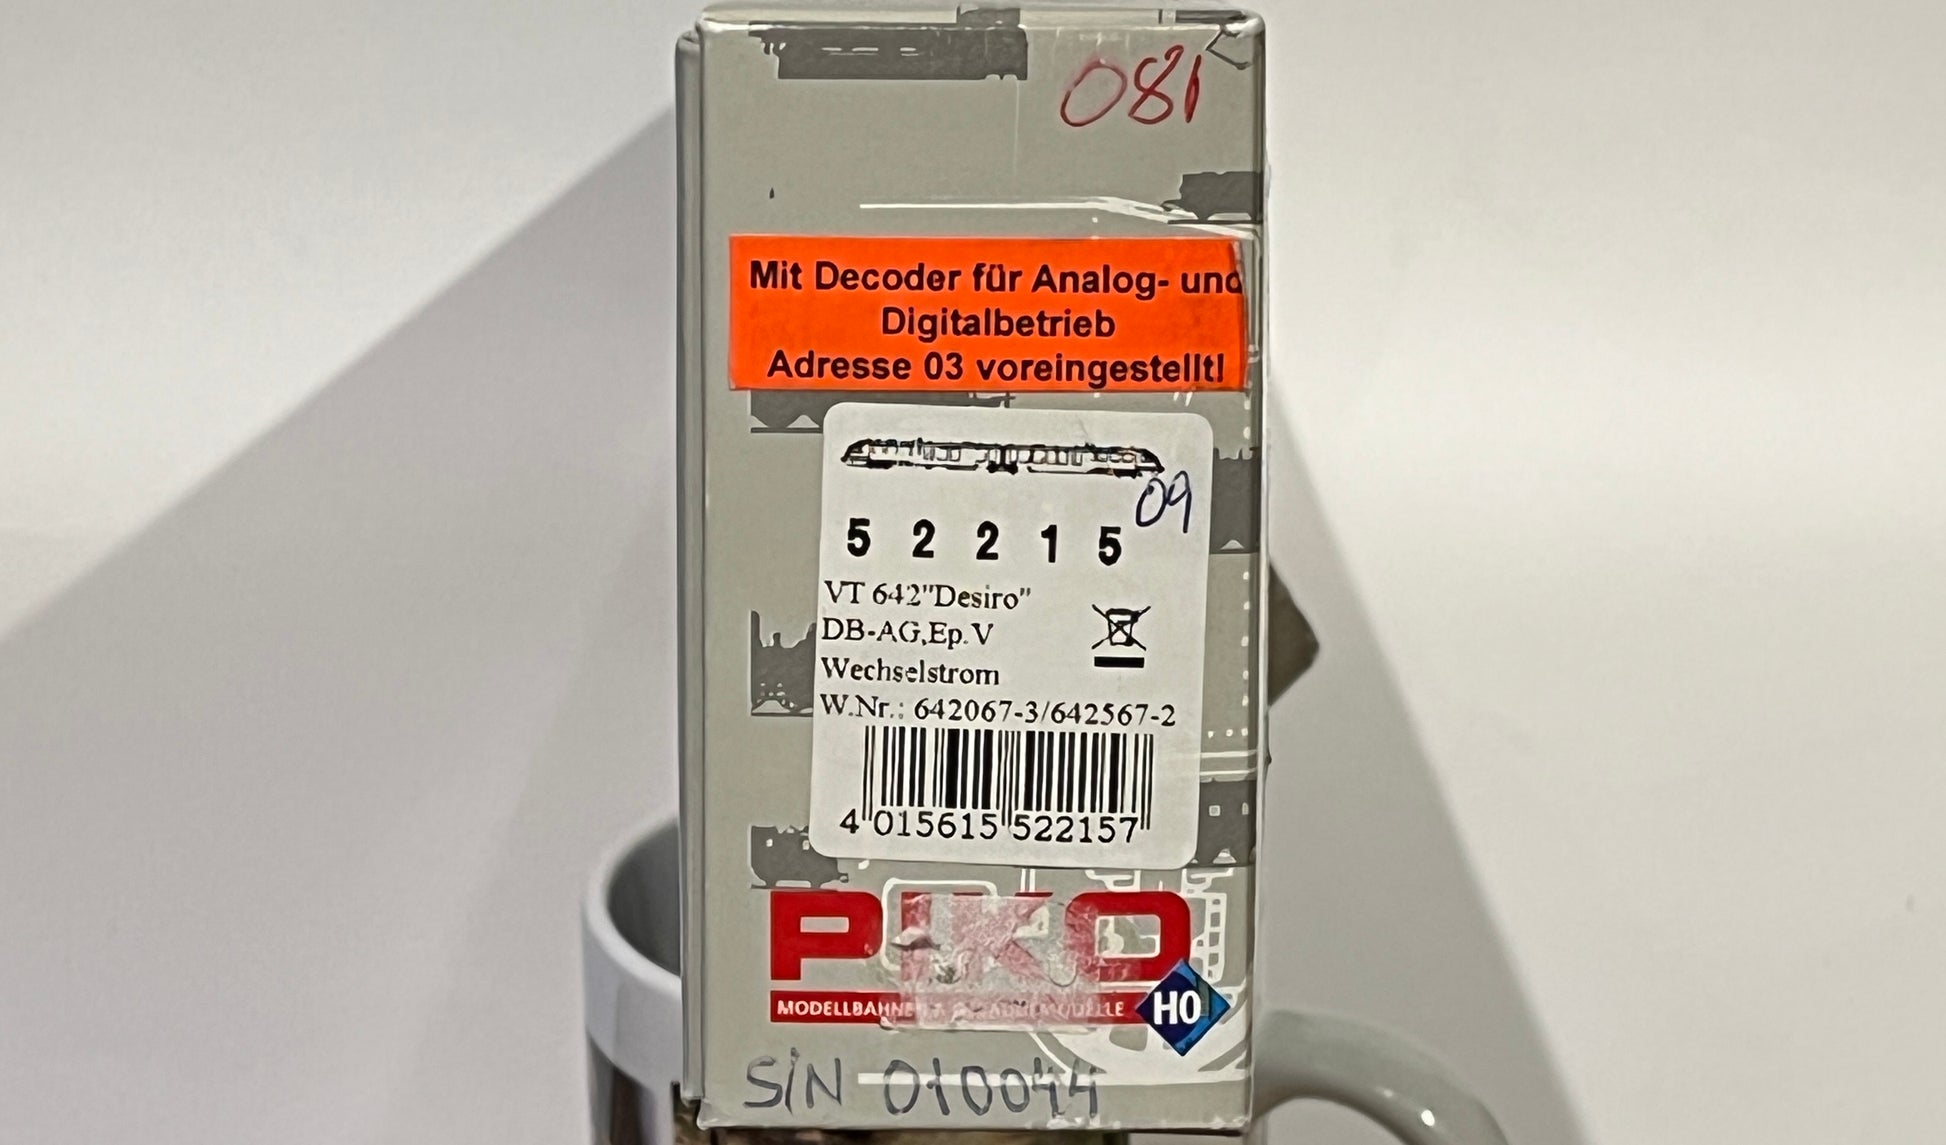 081
Mit Decoder für Analog- und
Digitalbetrieb
Adresse 03 voreingestellt!
09
5 2 2 1 5
VT 642"Desiro"
DB-AG,Ep.V
Wechselstrom
W.Nr.: 642067-3/642567-2
4 015615 522157
PIKO
H0
S/N 010044